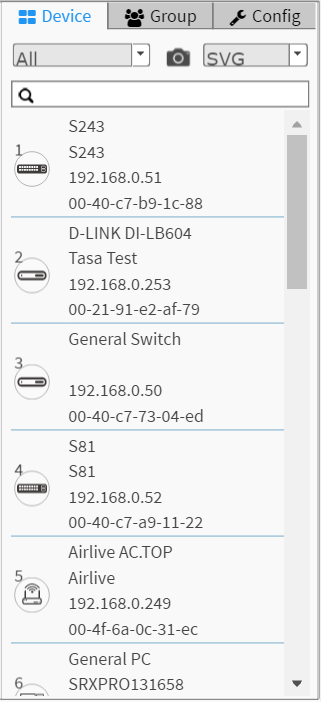 Device Group Config
All SVG
S243
1
S243
192.168.0.51
00-40-c7-b9-1c-88
D-LINK DI-LB604
2
Tasa Test
192.168.0.253
00-21-91-e2-af-79
General Switch
3
192.168.0.50
00-40-c7-73-04-ed
S81
4
S81
192.168.0.52
00-40-c7-a9-11-22
Airlive AC.TOP
5
Airlive
192.168.0.249
00-4f-6a-0c-31-ec
General PC
6
SRXPRO131658